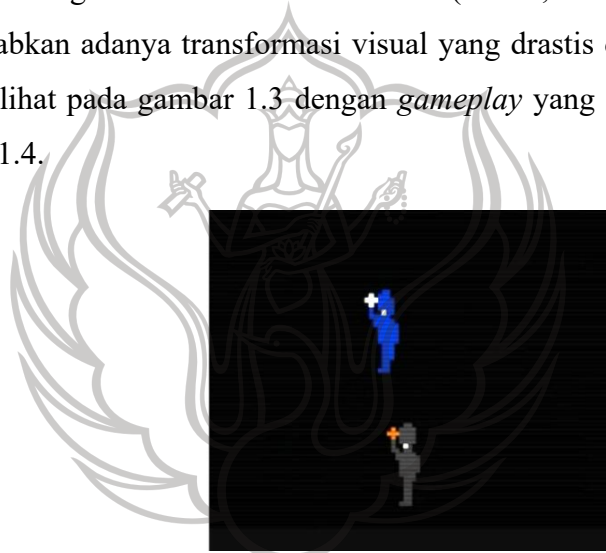 abkan adanya transformasi visual yang drastis
lihat pada gambar 1.3 dengan gameplay yang
1.4.